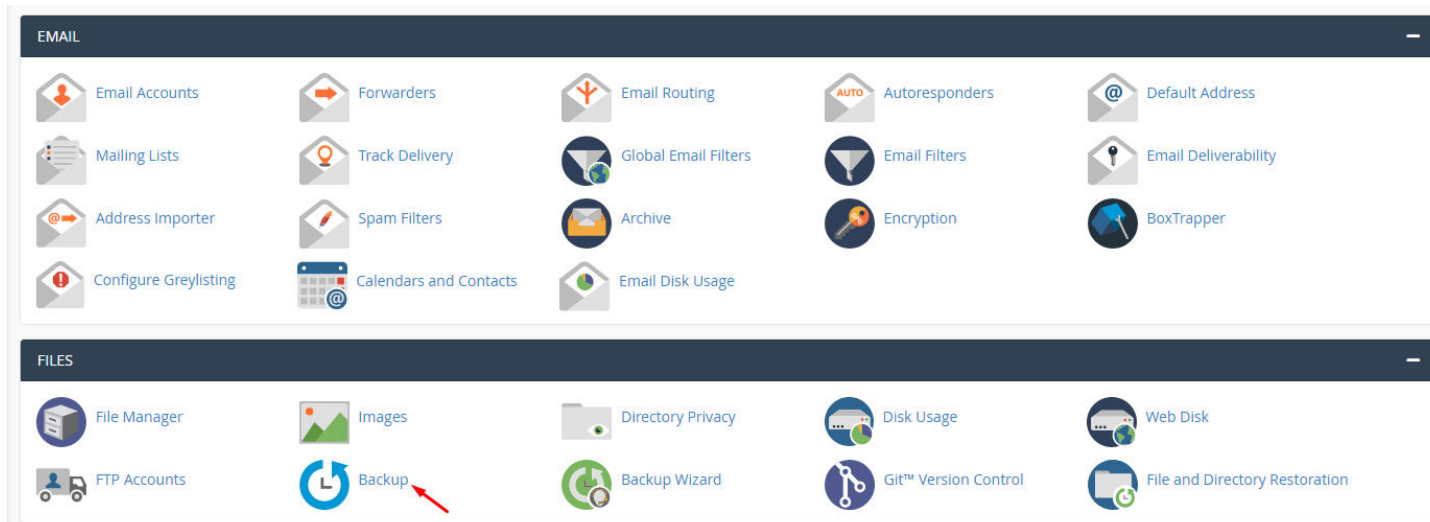 EMAIL
Email Accounts
Forwarders
Email Routing
AUTO
Autoresponders
@
Default Address
Mailing Lists
Track Delivery
Global Email Filters
Email Filters
Email Deliverability
@
Address Importer
Spam Filters
Archive
Encryption
BoxTrapper
Configure Greylisting
@
Calendars and Contacts
Email Disk Usage
FILES
File Manager
Images
Directory Privacy
Disk Usage
Web Disk
FTP Accounts
Backup
Backup Wizard
Git™ Version Control
File and Directory Restoration